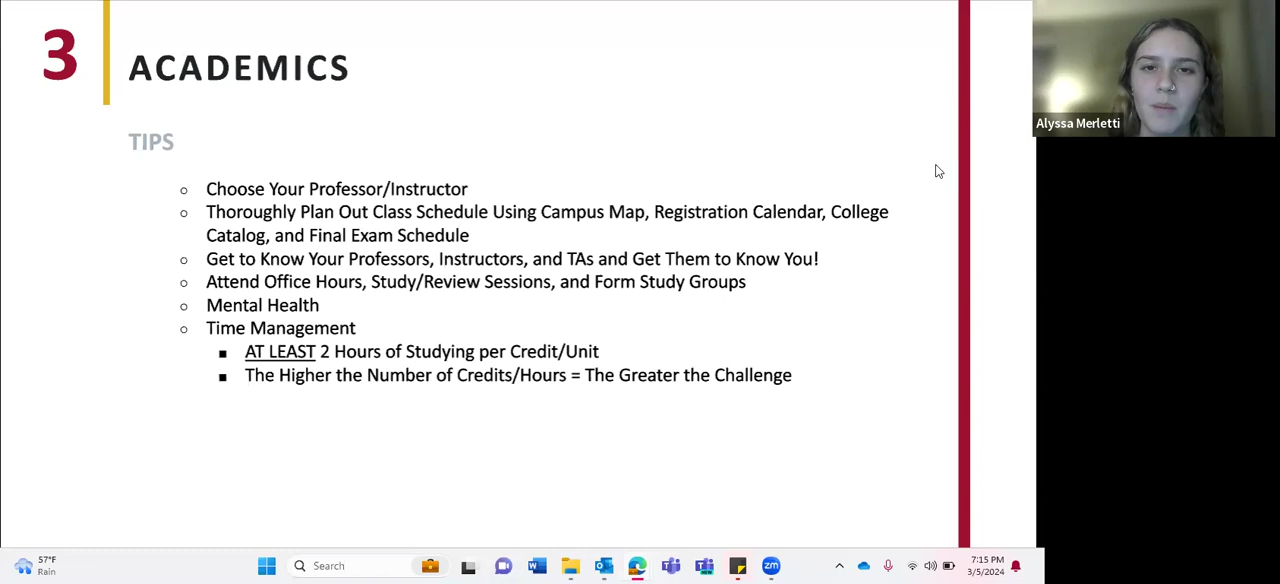 3
ACADEMICS
TIPS
Choose Your Professor/Instructor
Thoroughly Plan Out Class Schedule Using Campus Map, Registration Calendar, College
Catalog, and Final Exam Schedule
Get to Know Your Professors, Instructors, and TAs and Get Them to Know You!
Attend Office Hours, Study/Review Sessions, and Form Study Groups
Mental Health
Time Management
AT LEAST 2 Hours of Studying per Credit/Unit
The Higher the Number of Credits/Hours = The Greater the Challenge
Alyssa Merletti
57°F
Rain
Search
zm
7:15 PM
3/5/2024